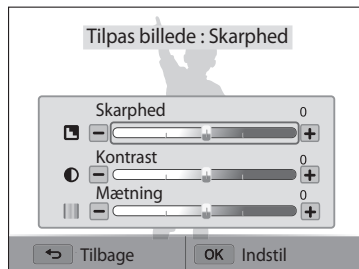 Tilpas billede : Skarphed
Skarphed 0
Kontrast 0
Mætning 0
Tilbage OK Indstil